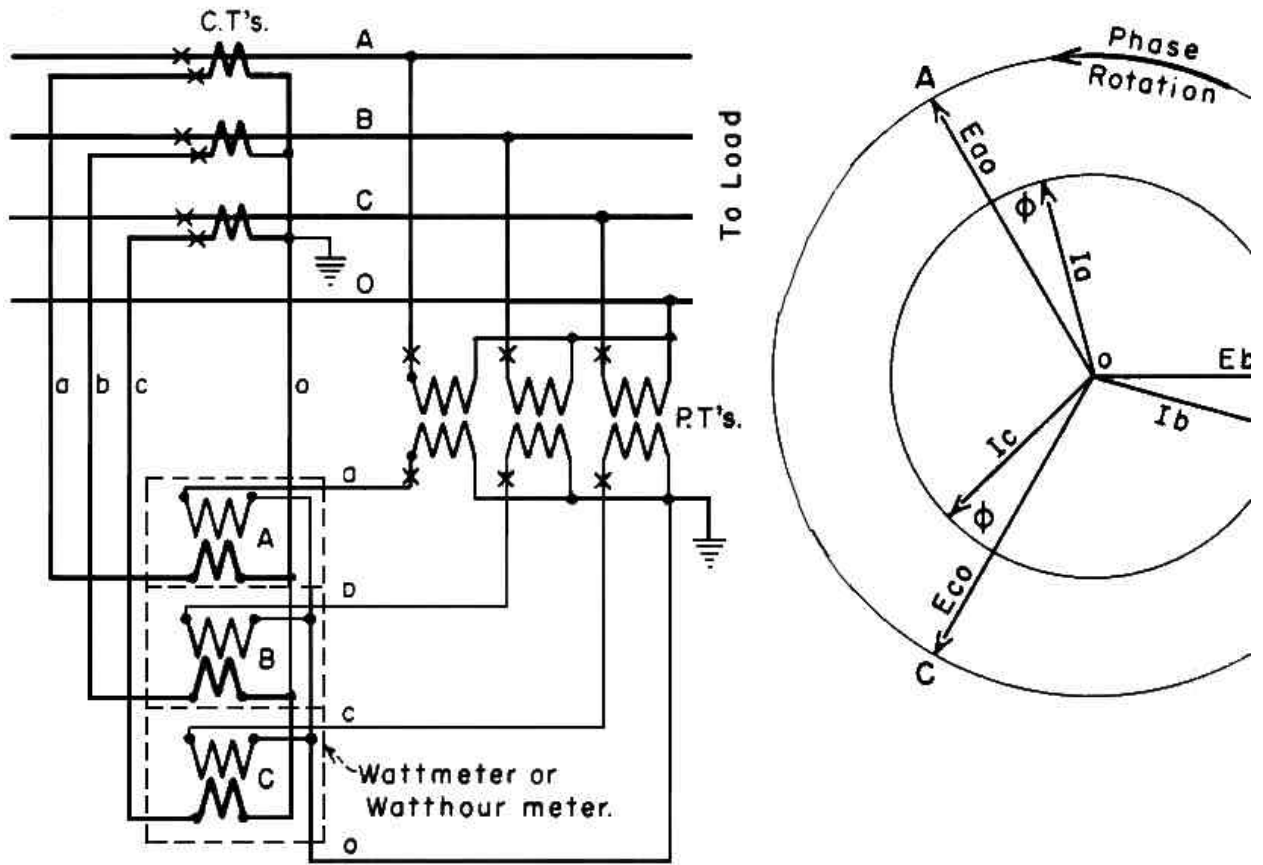 C.T's.
A
B
C
O
To Load
a
b
c
o
P.T's.
a
A
D
B
c
C
Wattmeter or
Watthour meter.
o
Phase
Rotation
A
Eao
Ia
ϕ
o
Eb
Ib
Ic
ϕ
Eco
C